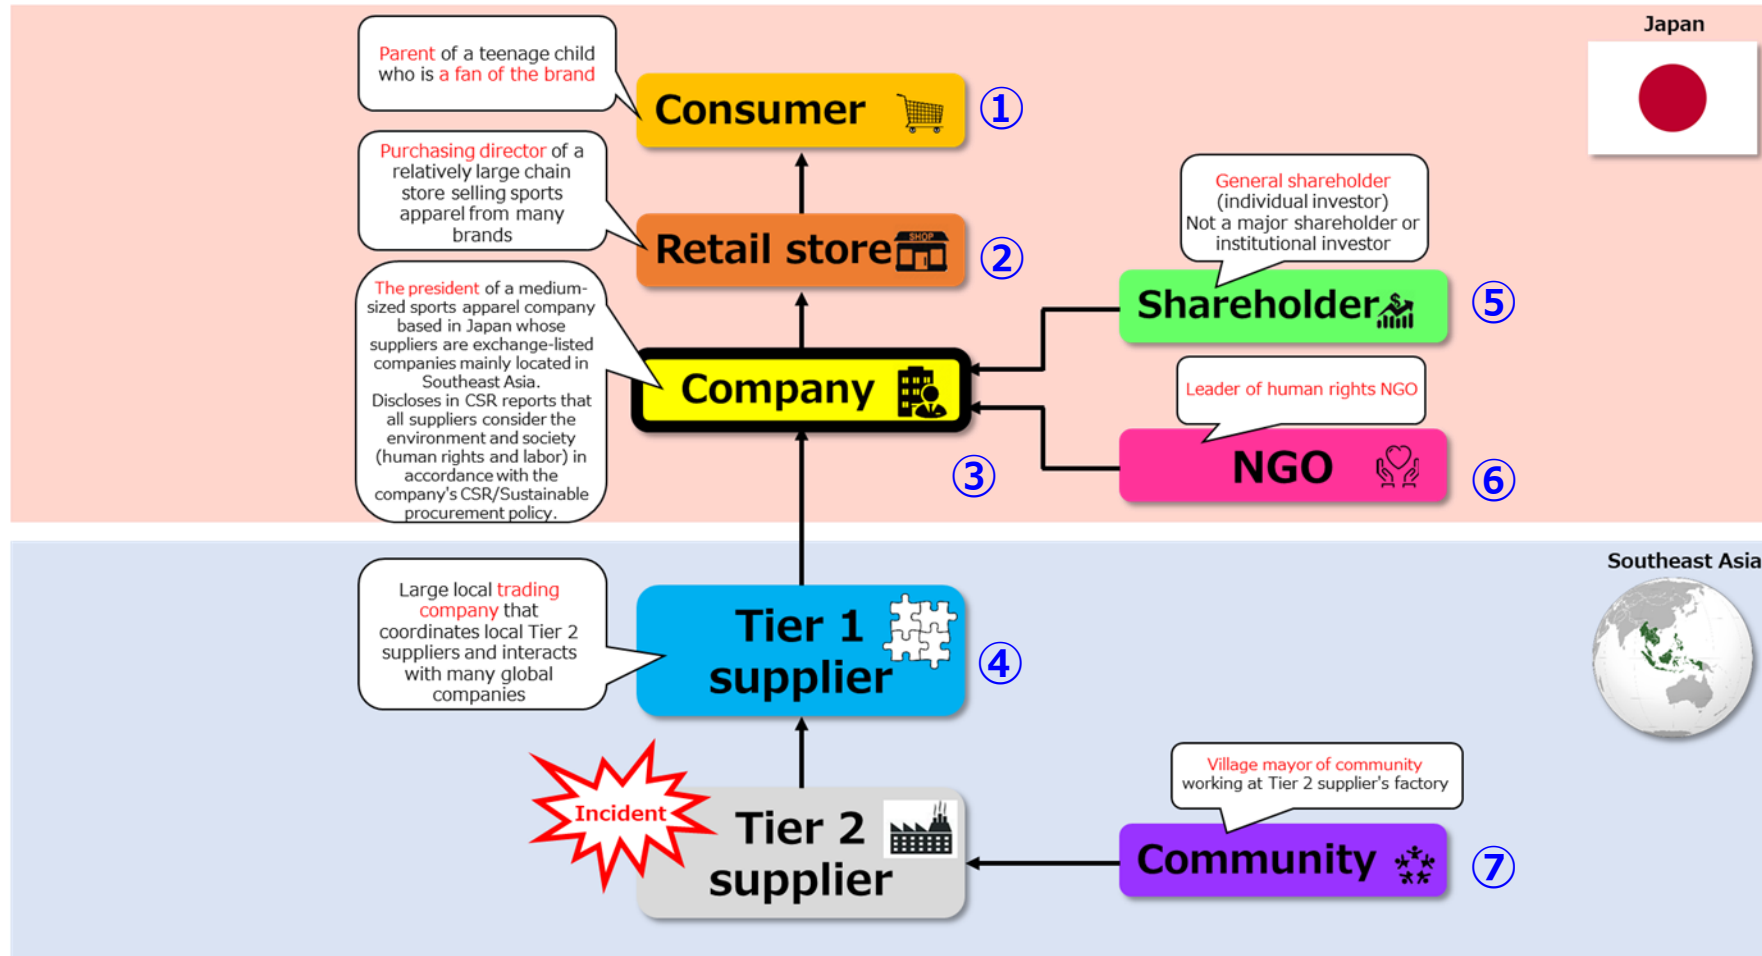 Japan
Parent of a teenage child
who is a fan of the brand
Consumer
①
Purchasing director of a
relatively large chain
store selling sports
apparel from many
brands
Retail store
SHOP
②
General shareholder
(individual investor)
Not a major shareholder or
institutional investor
Shareholder
$
⑤
The president of a medium-
sized sports apparel company
based in Japan whose
suppliers are exchange-listed
companies mainly located in
Southeast Asia.
Discloses in CSR reports that
all suppliers consider the
environment and society
(human rights and labor) in
accordance with the
company's CSR/Sustainable
procurement policy.
Company
③
Leader of human rights NGO
NGO
⑥
Southeast Asia
Large local trading
company that
coordinates local Tier 2
suppliers and interacts
with many global
companies
Tier 1
supplier
④
Incident
Tier 2
supplier
Village mayor of community
working at Tier 2 supplier's factory
Community
⑦